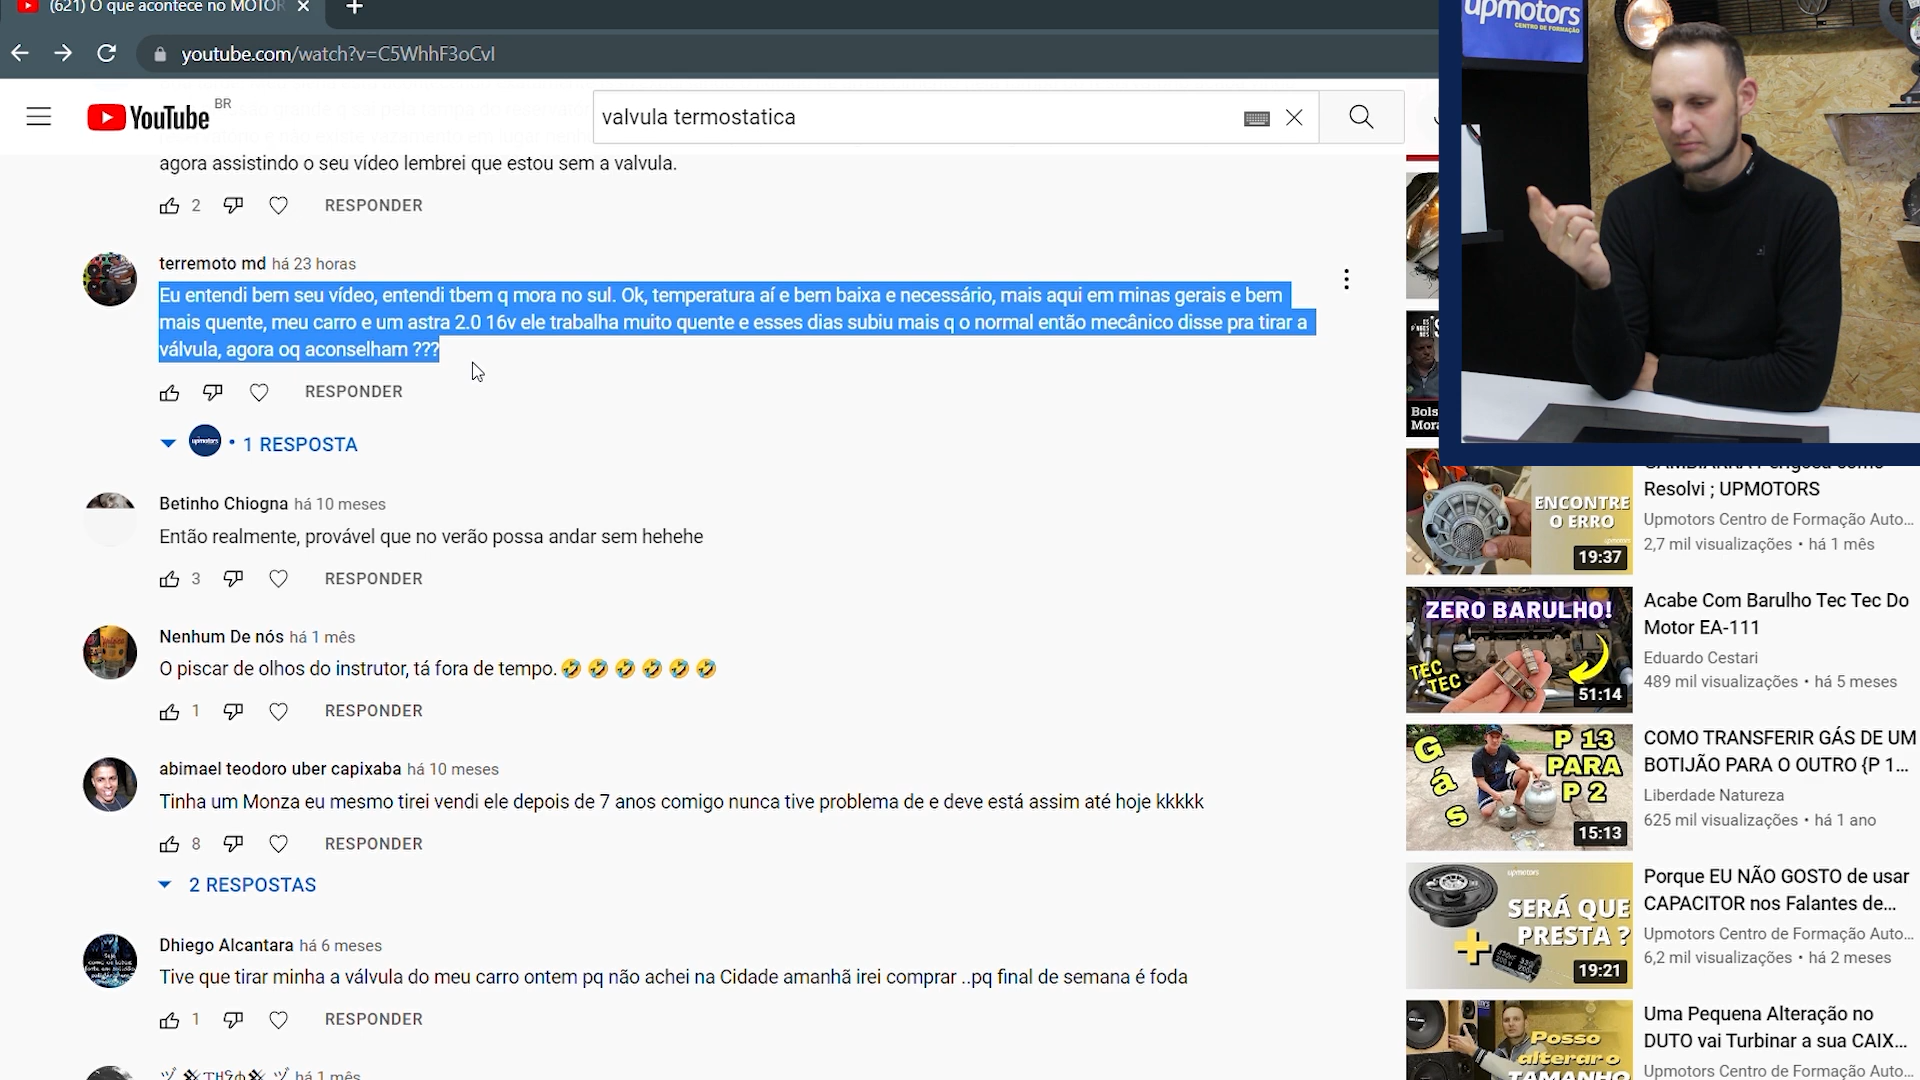 (621) O que acontece no MOTOR
youtube.com/watch?v=C5WhhF3oCvI
YouTube
BR
valvula termostatica
agora assistindo o seu vídeo lembrei que estou sem a valvula.
2
RESPONDER
terremoto md há 23 horas
Eu entendi bem seu vídeo, entendi tbem q mora no sul. Ok, temperatura aí e bem baixa e necessário, mais aqui em minas gerais e bem
mais quente, meu carro e um astra 2.0 16v ele trabalha muito quente e esses dias subiu mais q o normal então mecânico disse pra tirar a
válvula, agora oq aconselham ???
RESPONDER
upmotors
• 1 RESPOSTA
Betinho Chiogna há 10 meses
Então realmente, provável que no verão possa andar sem hehehe
3
RESPONDER
Nenhum De nós há 1 mês
O piscar de olhos do instrutor, tá fora de tempo. 🤣 🤣 🤣 🤣 🤣 🤣
1
RESPONDER
abimael teodoro uber capixaba há 10 meses
Tinha um Monza eu mesmo tirei vendi ele depois de 7 anos comigo nunca tive problema de e deve está assim até hoje kkkkk
8
RESPONDER
2 RESPOSTAS
Dhiego Alcantara há 6 meses
Tive que tirar minha a válvula do meu carro ontem pq não achei na Cidade amanhã irei comprar ..pq final de semana é foda
1
RESPONDER
há 1 mês
upmotors
CENTRO DE FORMAÇÃO
Bols
Mora
Resolvi ; UPMOTORS
Upmotors Centro de Formação Auto...
2,7 mil visualizações • há 1 mês
ENCONTRE
O ERRO
19:37
ZERO BARULHO!
TEC
TEC
51:14
Acabe Com Barulho Tec Tec Do
Motor EA-111
Eduardo Cestari
489 mil visualizações • há 5 meses
Gás
P 13
PARA
P 2
15:13
COMO TRANSFERIR GÁS DE UM
BOTIJÃO PARA O OUTRO {P 1...
Liberdade Natureza
625 mil visualizações • há 1 ano
upmotors
SERÁ QUE
PRESTA ?
19:21
Porque EU NÃO GOSTO de usar
CAPACITOR nos Falantes de...
Upmotors Centro de Formação Auto...
6,2 mil visualizações • há 2 meses
Posso
alterar o
TAMANHO
Uma Pequena Alteração no
DUTO vai Turbinar a sua CAIX...
Upmotors Centro de Formação Auto...